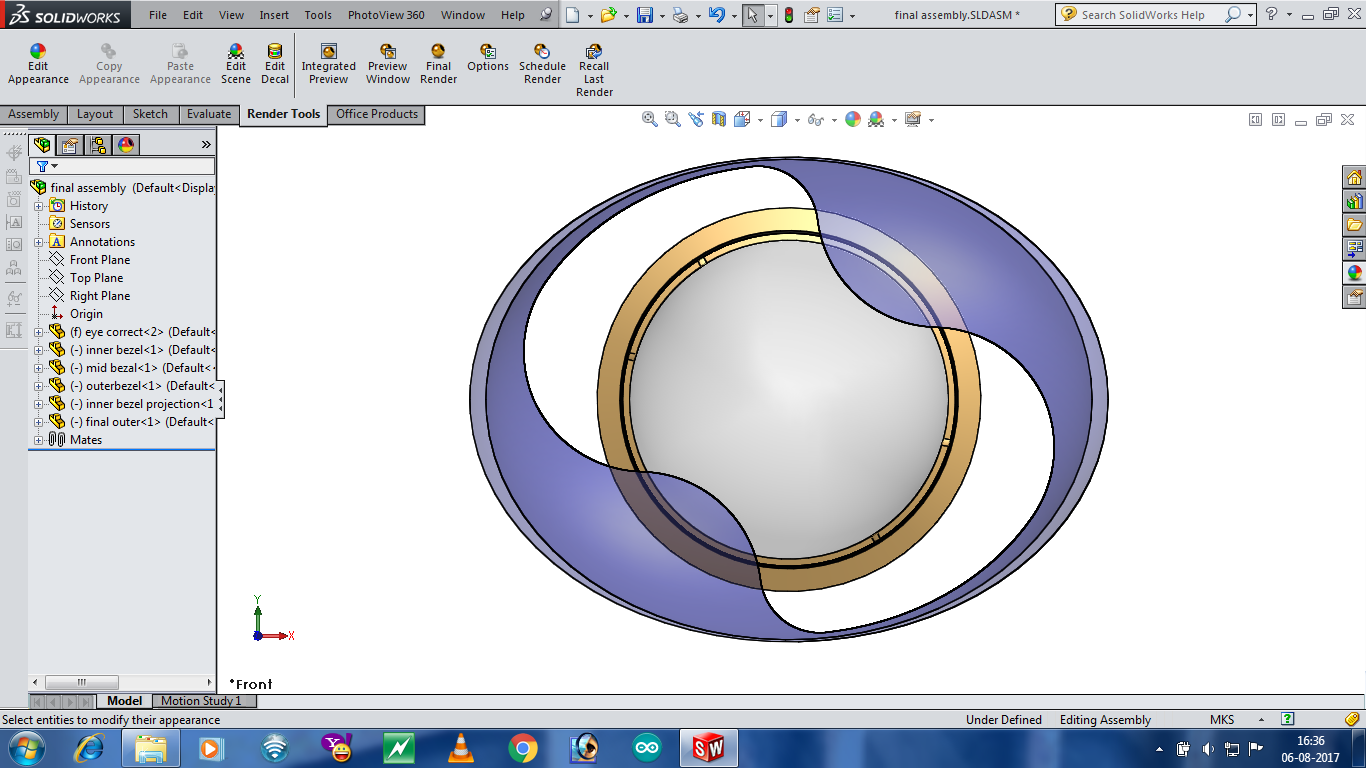 SOLIDWORKS File Edit View Insert Tools PhotoView 360 Window Help final assembly.SLDASM * Search SolidWorks Help
Edit Appearance
Copy Appearance
Paste Appearance
Edit Scene
Edit Decal
Integrated Preview
Preview Window
Final Render
Options
Schedule Render
Recall Last Render
Assembly Layout Sketch Evaluate Render Tools Office Products
final assembly (Default<Displa
History
Sensors
Annotations
Front Plane
Top Plane
Right Plane
Origin
(f) eye correct<2> (Default<
(-) inner bezel<1> (Default<
(-) mid bezal<1> (Default<
(-) outerbezel<1> (Default<
(-) inner bezel projection<1
(-) final outer<1> (Default<
Mates
Y
X
*Front
Model Motion Study 1
Select entities to modify their appearance Under Defined Editing Assembly MKS
16:36
06-08-2017